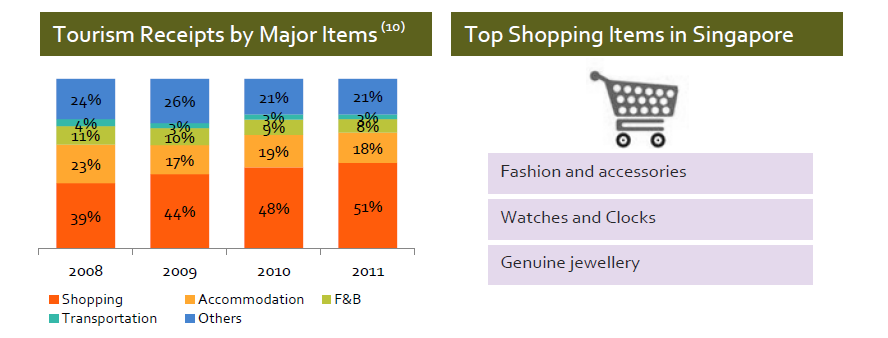 Tourism Receipts by Major Items (10)
24% 26% 21% 21%
4% 3% 3% 3%
11% 10% 9% 8%
23% 17% 19% 18%
39% 44% 48% 51%
2008 2009 2010 2011
Shopping Accommodation F&B
Transportation Others
Top Shopping Items in Singapore
Fashion and accessories
Watches and Clocks
Genuine jewellery